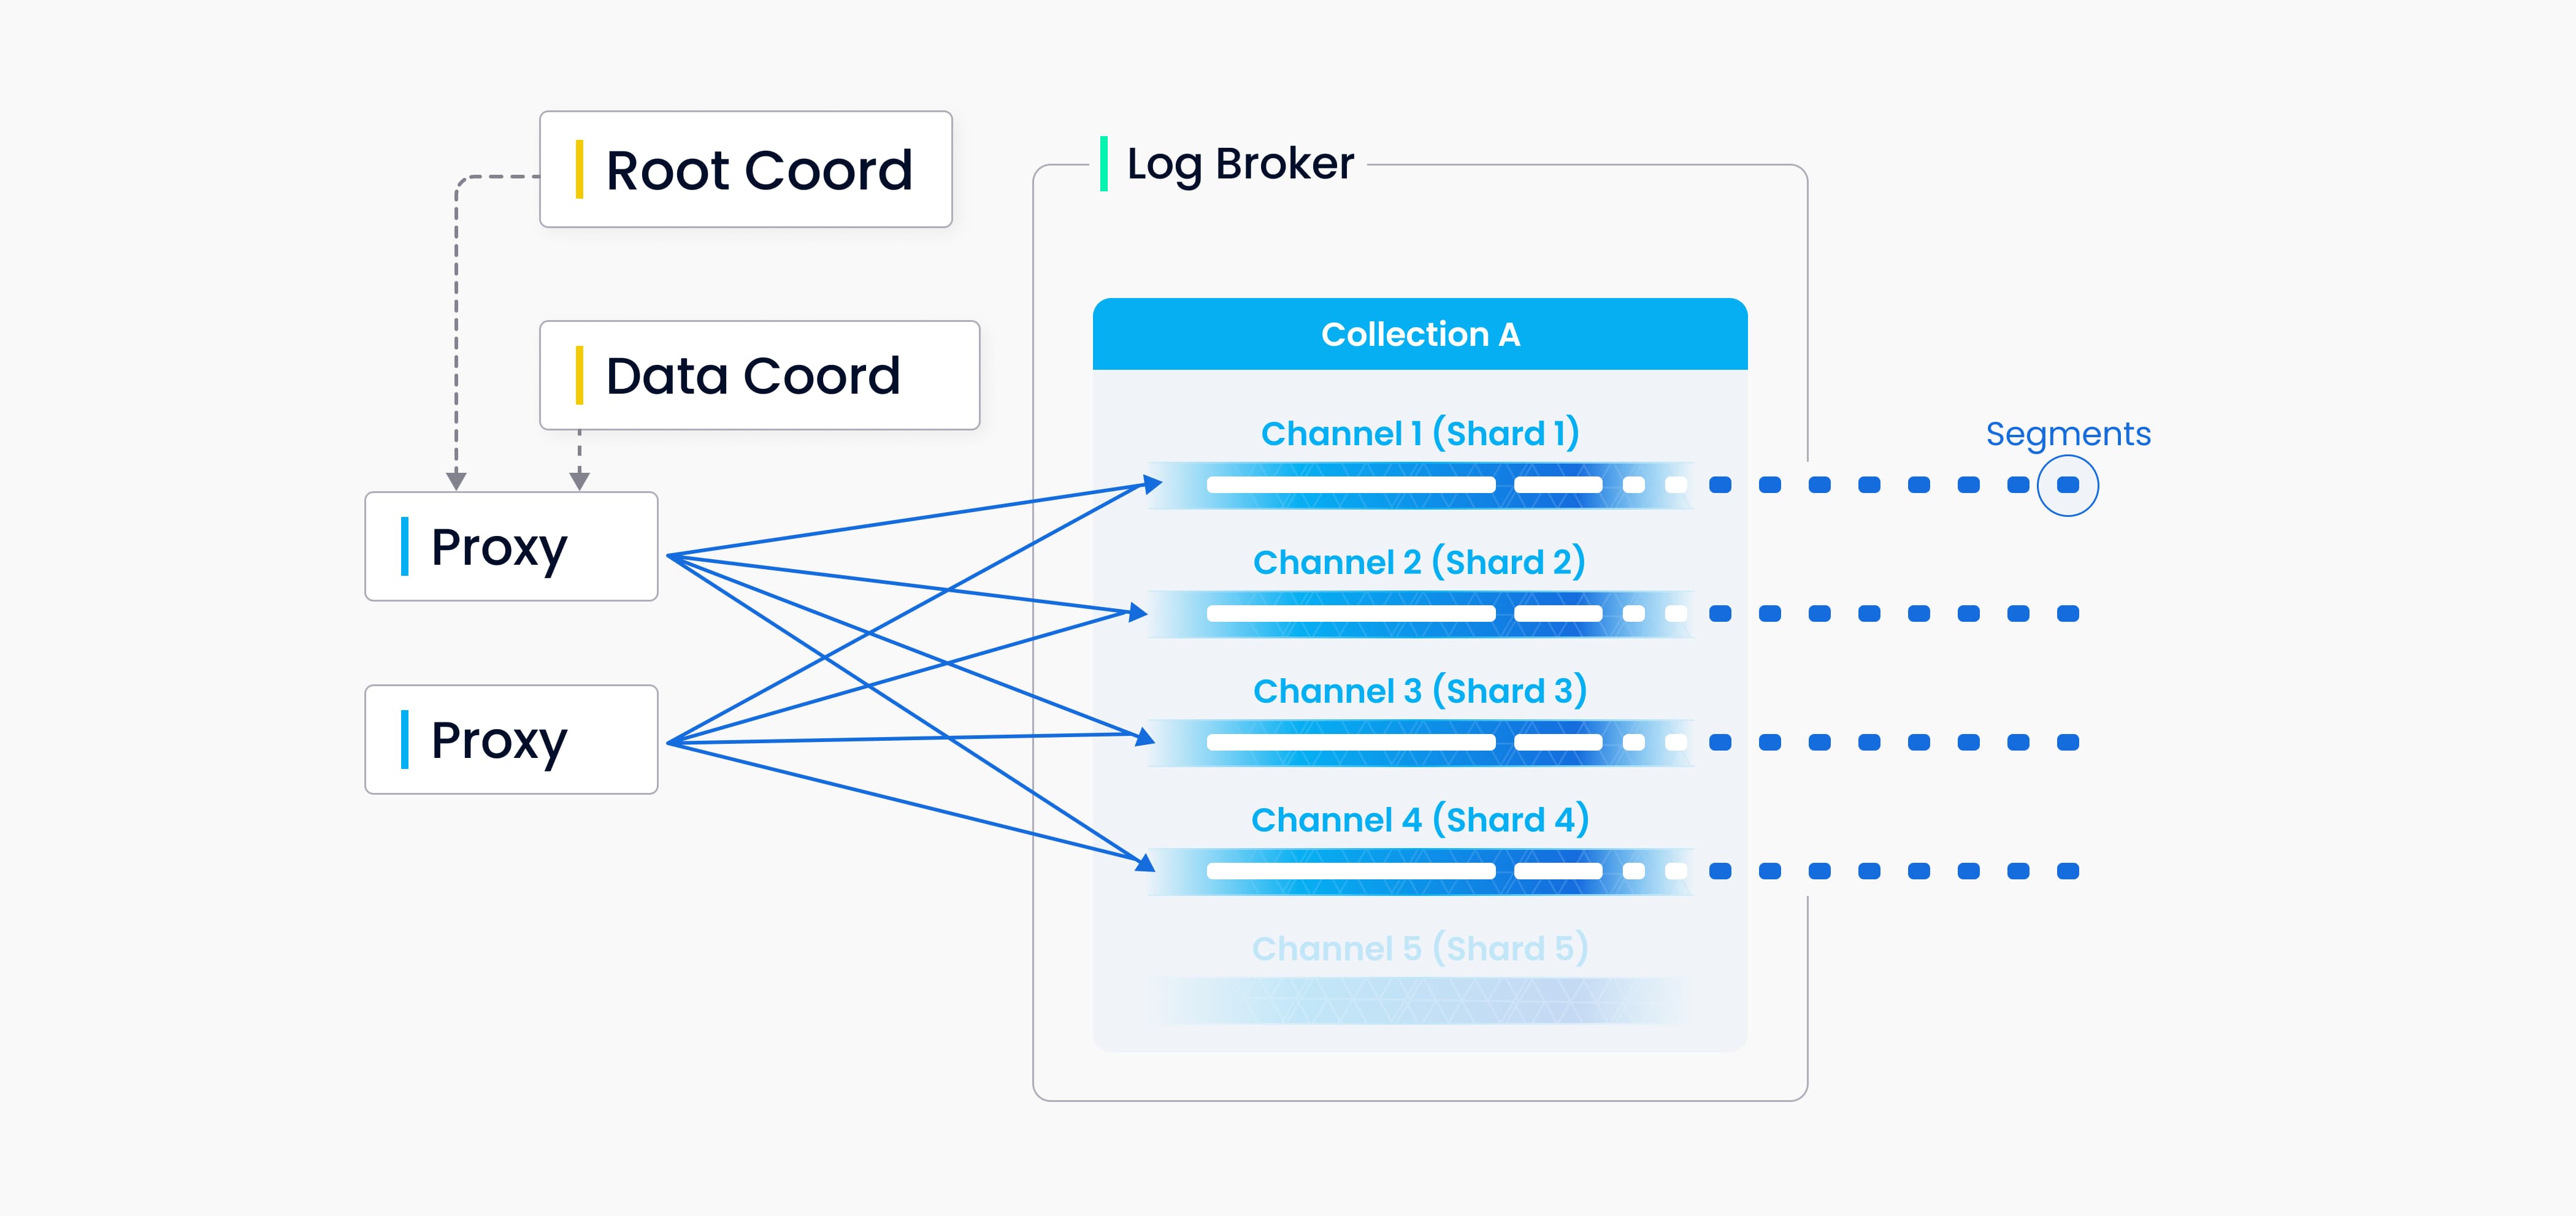 Root Coord
Data Coord
Proxy
Proxy
Log Broker
Collection A
Channel 1 (Shard 1)
Channel 2 (Shard 2)
Channel 3 (Shard 3)
Channel 4 (Shard 4)
Channel 5 (Shard 5)
Segments